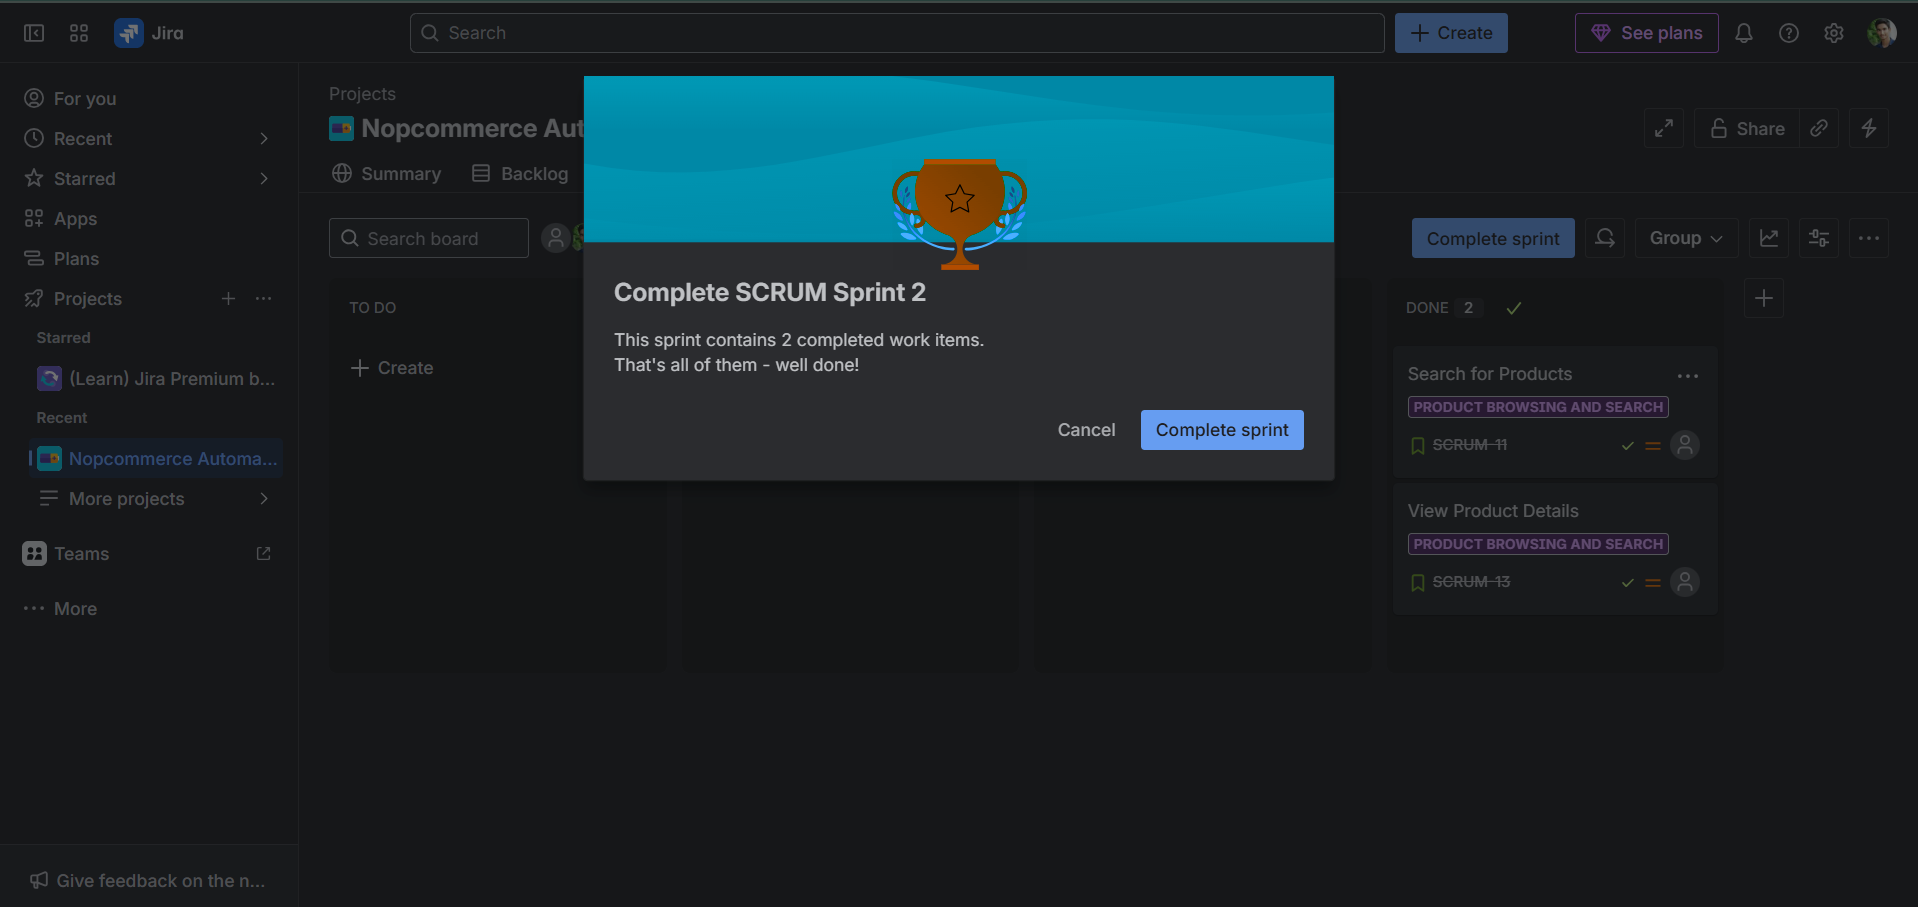 Jira
Search
Create
See plans
For you
Recent
Starred
Apps
Plans
Projects
Starred
(Learn) Jira Premium b...
Recent
Nopcommerce Automa...
More projects
Teams
More
Give feedback on the n...
Projects
Nopcommerce Aut
Share
Summary
Backlog
Search board
Complete sprint
Group
TO DO
Create
Complete SCRUM Sprint 2
This sprint contains 2 completed work items.
That's all of them - well done!
Cancel
Complete sprint
DONE 2
Search for Products
PRODUCT BROWSING AND SEARCH
SCRUM-11
View Product Details
PRODUCT BROWSING AND SEARCH
SCRUM-13